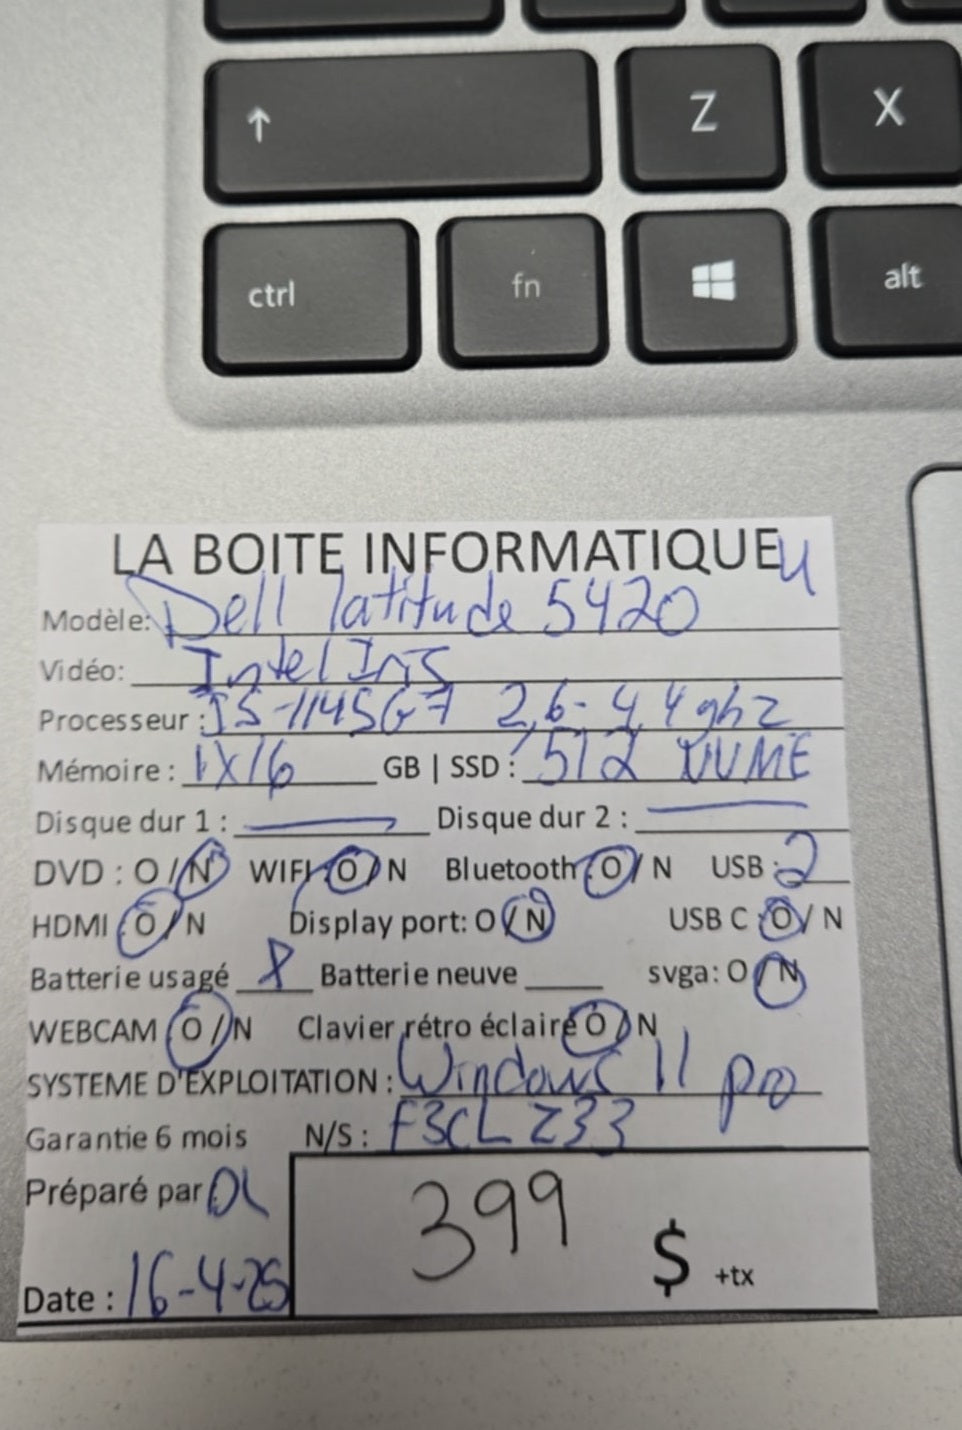 ↑ Z X
ctrl fn alt
LA BOITE INFORMATIQUE 4
Modèle: Dell latitude 5420
Vidéo: Intel Iris
Processeur : I5-1145G7 2,6-4,4ghz
Mémoire : 1X16 GB | SSD : 512 NVME
Disque dur 1 : — Disque dur 2 : —
DVD : O / N WIFI : O / N Bluetooth : O / N USB : 2
HDMI : O / N Display port: O / N USB C : O / N
Batterie usagé X Batterie neuve ____ svga: O / N
WEBCAM O / N Clavier rétro éclairé O / N
SYSTEME D'EXPLOITATION : Windows 11 pro
Garantie 6 mois N/S : F3CLZ33
Préparé par DL
399 $ +tx
Date : 16-4-25